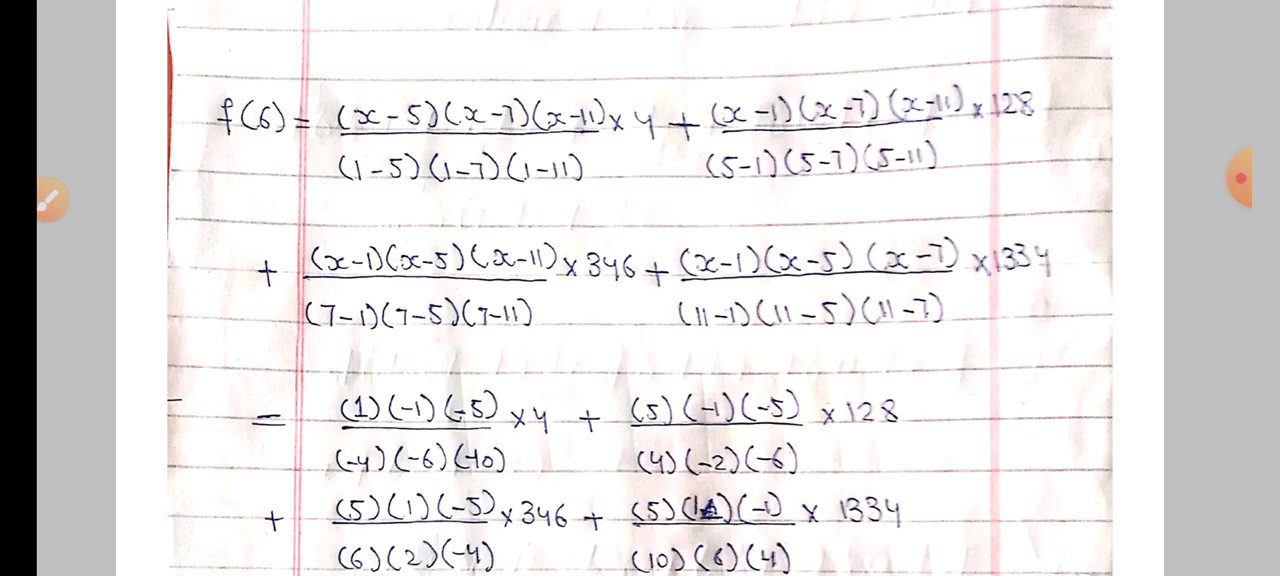 f(6) = (x-5)(x-7)(x-11) × 4 + (x-1)(x-7)(x-11) × 128
(1-5)(1-7)(1-11) (5-1)(5-7)(5-11)
+ (x-1)(x-5)(x-11) × 346 + (x-1)(x-5)(x-7) × 1334
(7-1)(7-5)(7-11) (11-1)(11-5)(11-7)
= (1)(-1)(-5) × 4 + (5)(-1)(-5) × 128
(-4)(-6)(-10) (4)(-2)(-6)
+ (5)(1)(-5) × 346 + (5)(1)(-1) × 1334
(6)(2)(-4) (10)(6)(4)